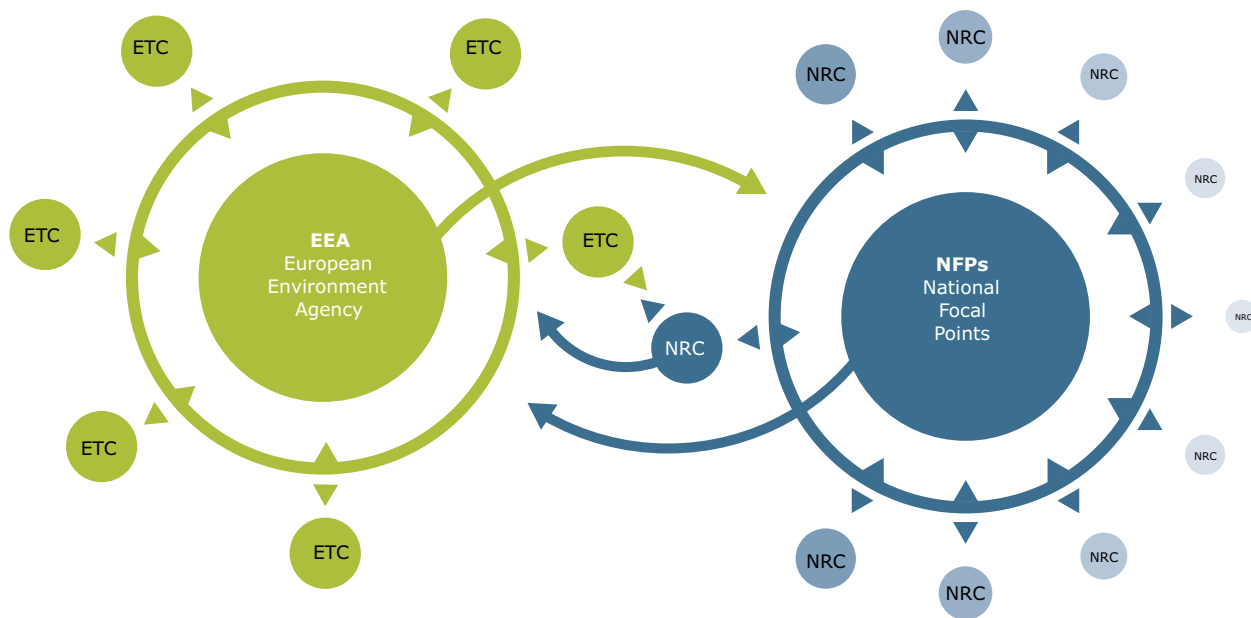 ETC
ETC
ETC
ETC
ETC
ETC
EEA
European
Environment
Agency
NRC
NRC
NRC
NRC
NRC
NRC
NRC
NRC
NRC
NRC
NFPs
National
Focal
Points